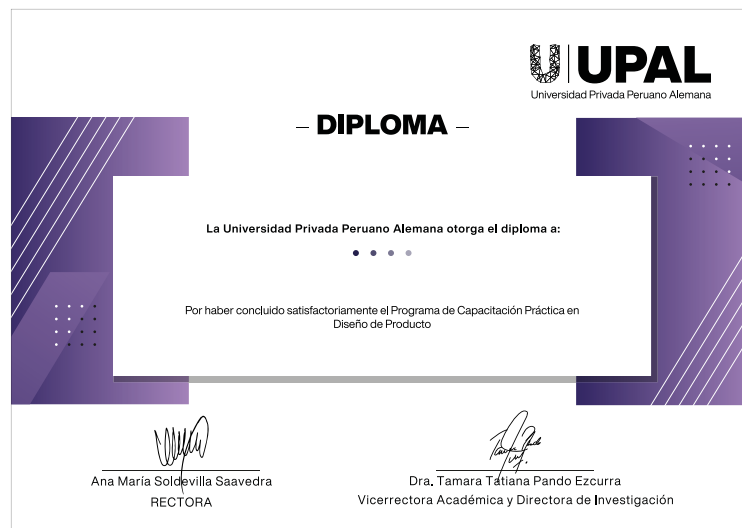 UPAL
Universidad Privada Peruano Alemana
– DIPLOMA –
La Universidad Privada Peruano Alemana otorga el diploma a:
Por haber concluido satisfactoriamente el Programa de Capacitación Práctica en
Diseño de Producto
Ana María Soldevilla Saavedra
RECTORA
Dra. Tamara Tatiana Pando Ezcurra
Vicerrectora Académica y Directora de Investigación